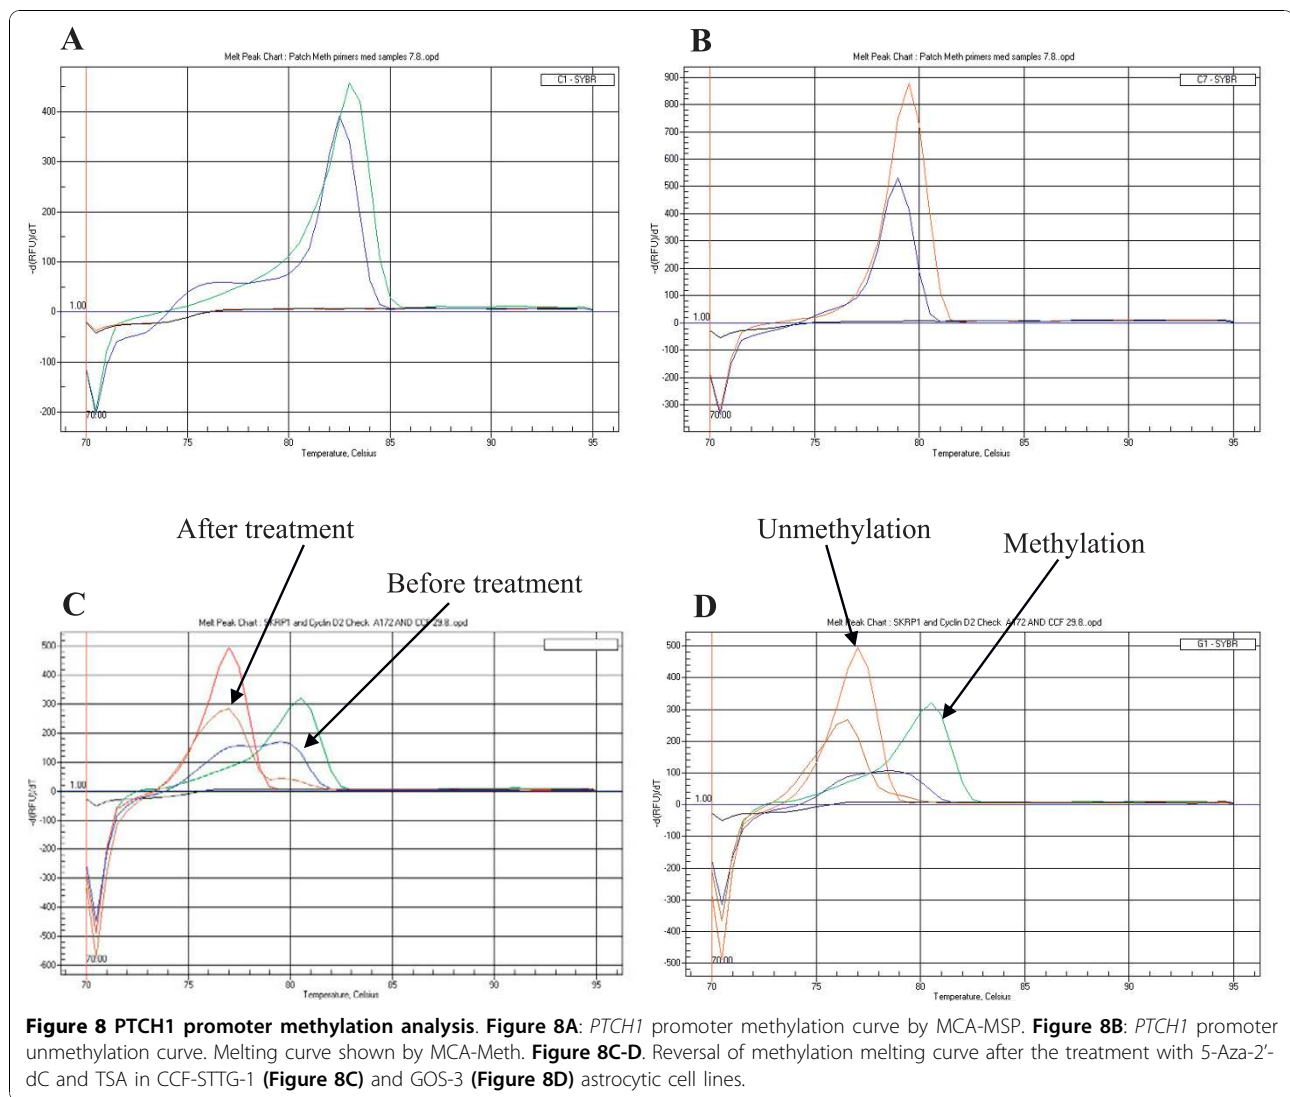 A
Melt Peak Chart : Patch Meth primers med samples 7.8..opd
C1 - SYBR
400
300
200
100
0
-100
-200
-d(RFU)/dT
1.00
70.00
70 75 80 85 90 95
Temperature, Celsius
B
Melt Peak Chart : Patch Meth primers med samples 7.8..opd
C7 - SYBR
900
800
700
600
500
400
300
200
100
0
-100
-200
-300
-d(RFU)/dT
1.00
70.00
70 75 80 85 90 95
Temperature, Celsius
After treatment
Before treatment
C
Melt Peak Chart : SKRP1 and Cyclin D2 Check A172 AND CCF 29.8..opd
500
400
300
200
100
0
-100
-200
-300
-400
-500
-600
-d(RFU)/dT
1.00
70.00
70 75 80 85 90 95
Temperature, Celsius
Unmethylation
Methylation
D
Melt Peak Chart : SKRP1 and Cyclin D2 Check A172 AND CCF 29.8..opd
G1 - SYBR
500
400
300
200
100
0
-100
-200
-300
-400
-500
-d(RFU)/dT
1.00
70.00
70 75 80 85 90 95
Temperature, Celsius
Figure 8 PTCH1 promoter methylation analysis. Figure 8A: PTCH1 promoter methylation curve by MCA-MSP. Figure 8B: PTCH1 promoter
unmethylation curve. Melting curve shown by MCA-Meth. Figure 8C-D. Reversal of methylation melting curve after the treatment with 5-Aza-2’-
dC and TSA in CCF-STTG-1 (Figure 8C) and GOS-3 (Figure 8D) astrocytic cell lines.